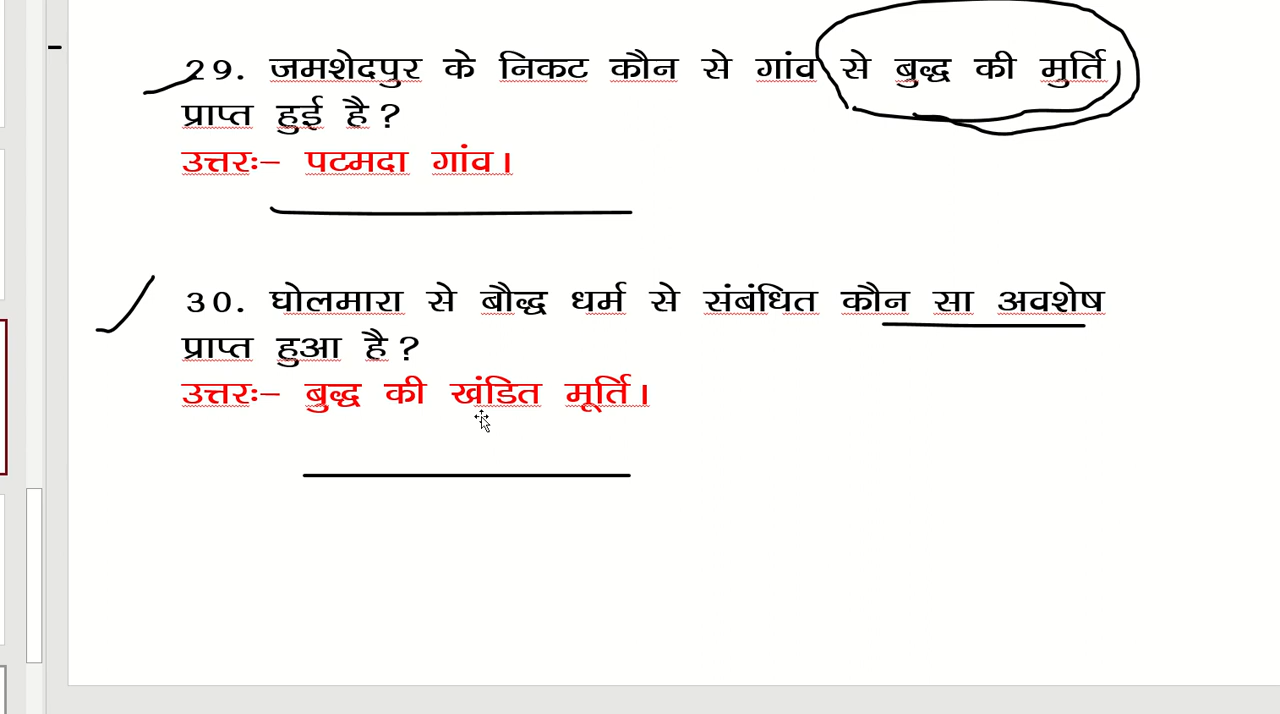 29. जमशेदपुर के निकट कौन से गांव से बुद्ध की मुर्ति
प्राप्त हुई है?
उत्तरः– पटमदा गांव।
30. घोलमारा से बौद्ध धर्म से संबंधित कौन सा अवशेष
प्राप्त हुआ है?
उत्तरः– बुद्ध की खंडित मूर्ति।